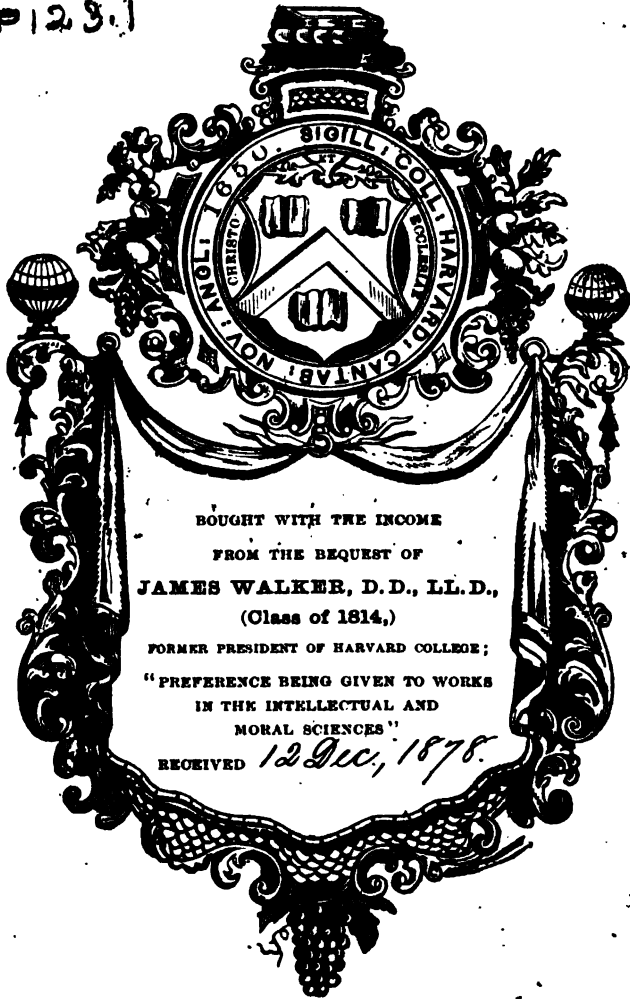 P123.1
SIGILL: COLL: HARVARD: CANTAB: NOV: ANGL: 1650.
ET
CHRISTO
ECCLESIAE
BOUGHT WITH THE INCOME
FROM THE BEQUEST OF
JAMES WALKER, D.D., LL.D.,
(Class of 1814,)
FORMER PRESIDENT OF HARVARD COLLEGE;
"PREFERENCE BEING GIVEN TO WORKS
IN THE INTELLECTUAL AND
MORAL SCIENCES"
RECEIVED 12 Dec., 1878.